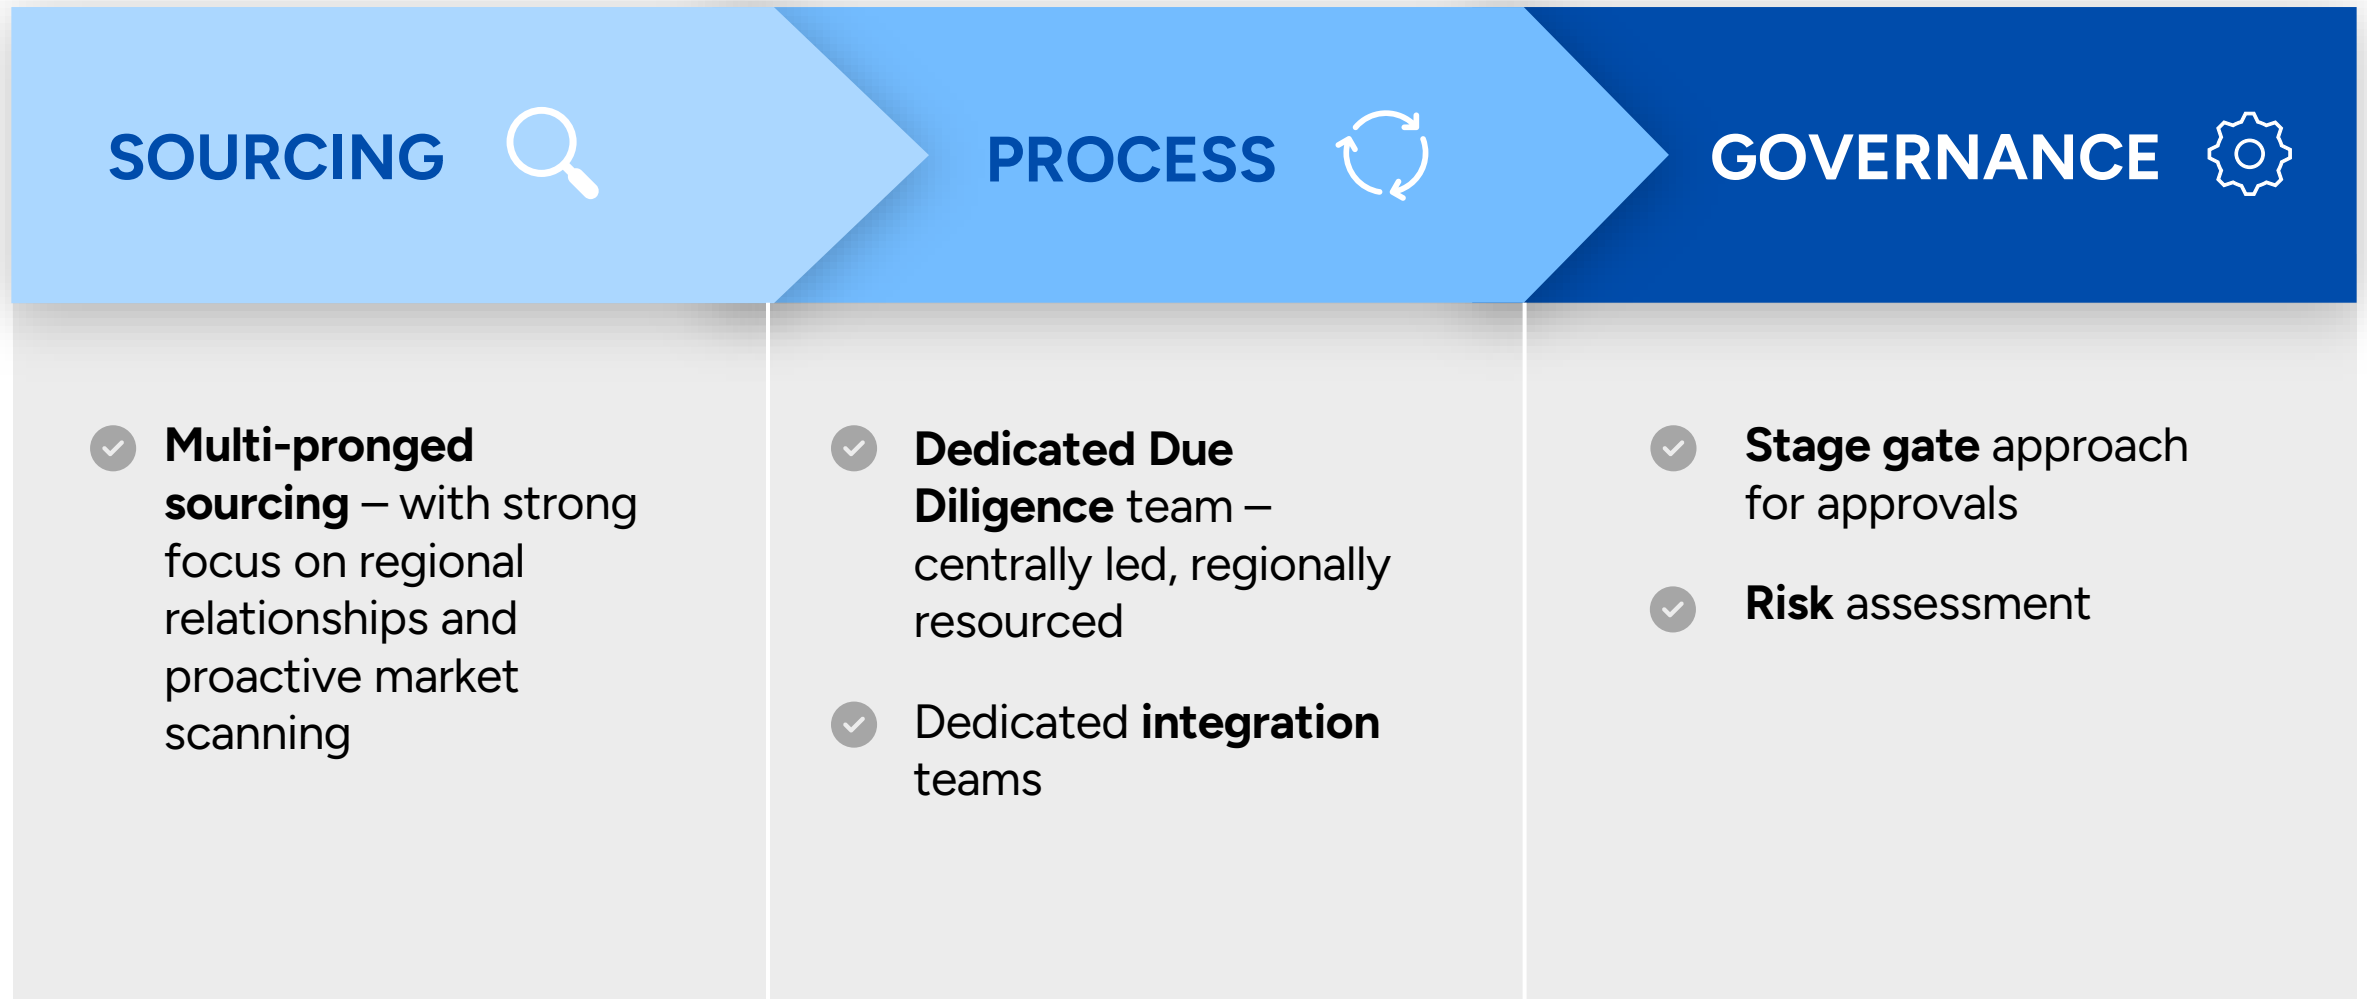 SOURCING
PROCESS
GOVERNANCE
Multi-pronged
sourcing – with strong
focus on regional
relationships and
proactive market
scanning
Dedicated Due
Diligence team –
centrally led, regionally
resourced
Dedicated integration
teams
Stage gate approach
for approvals
Risk assessment